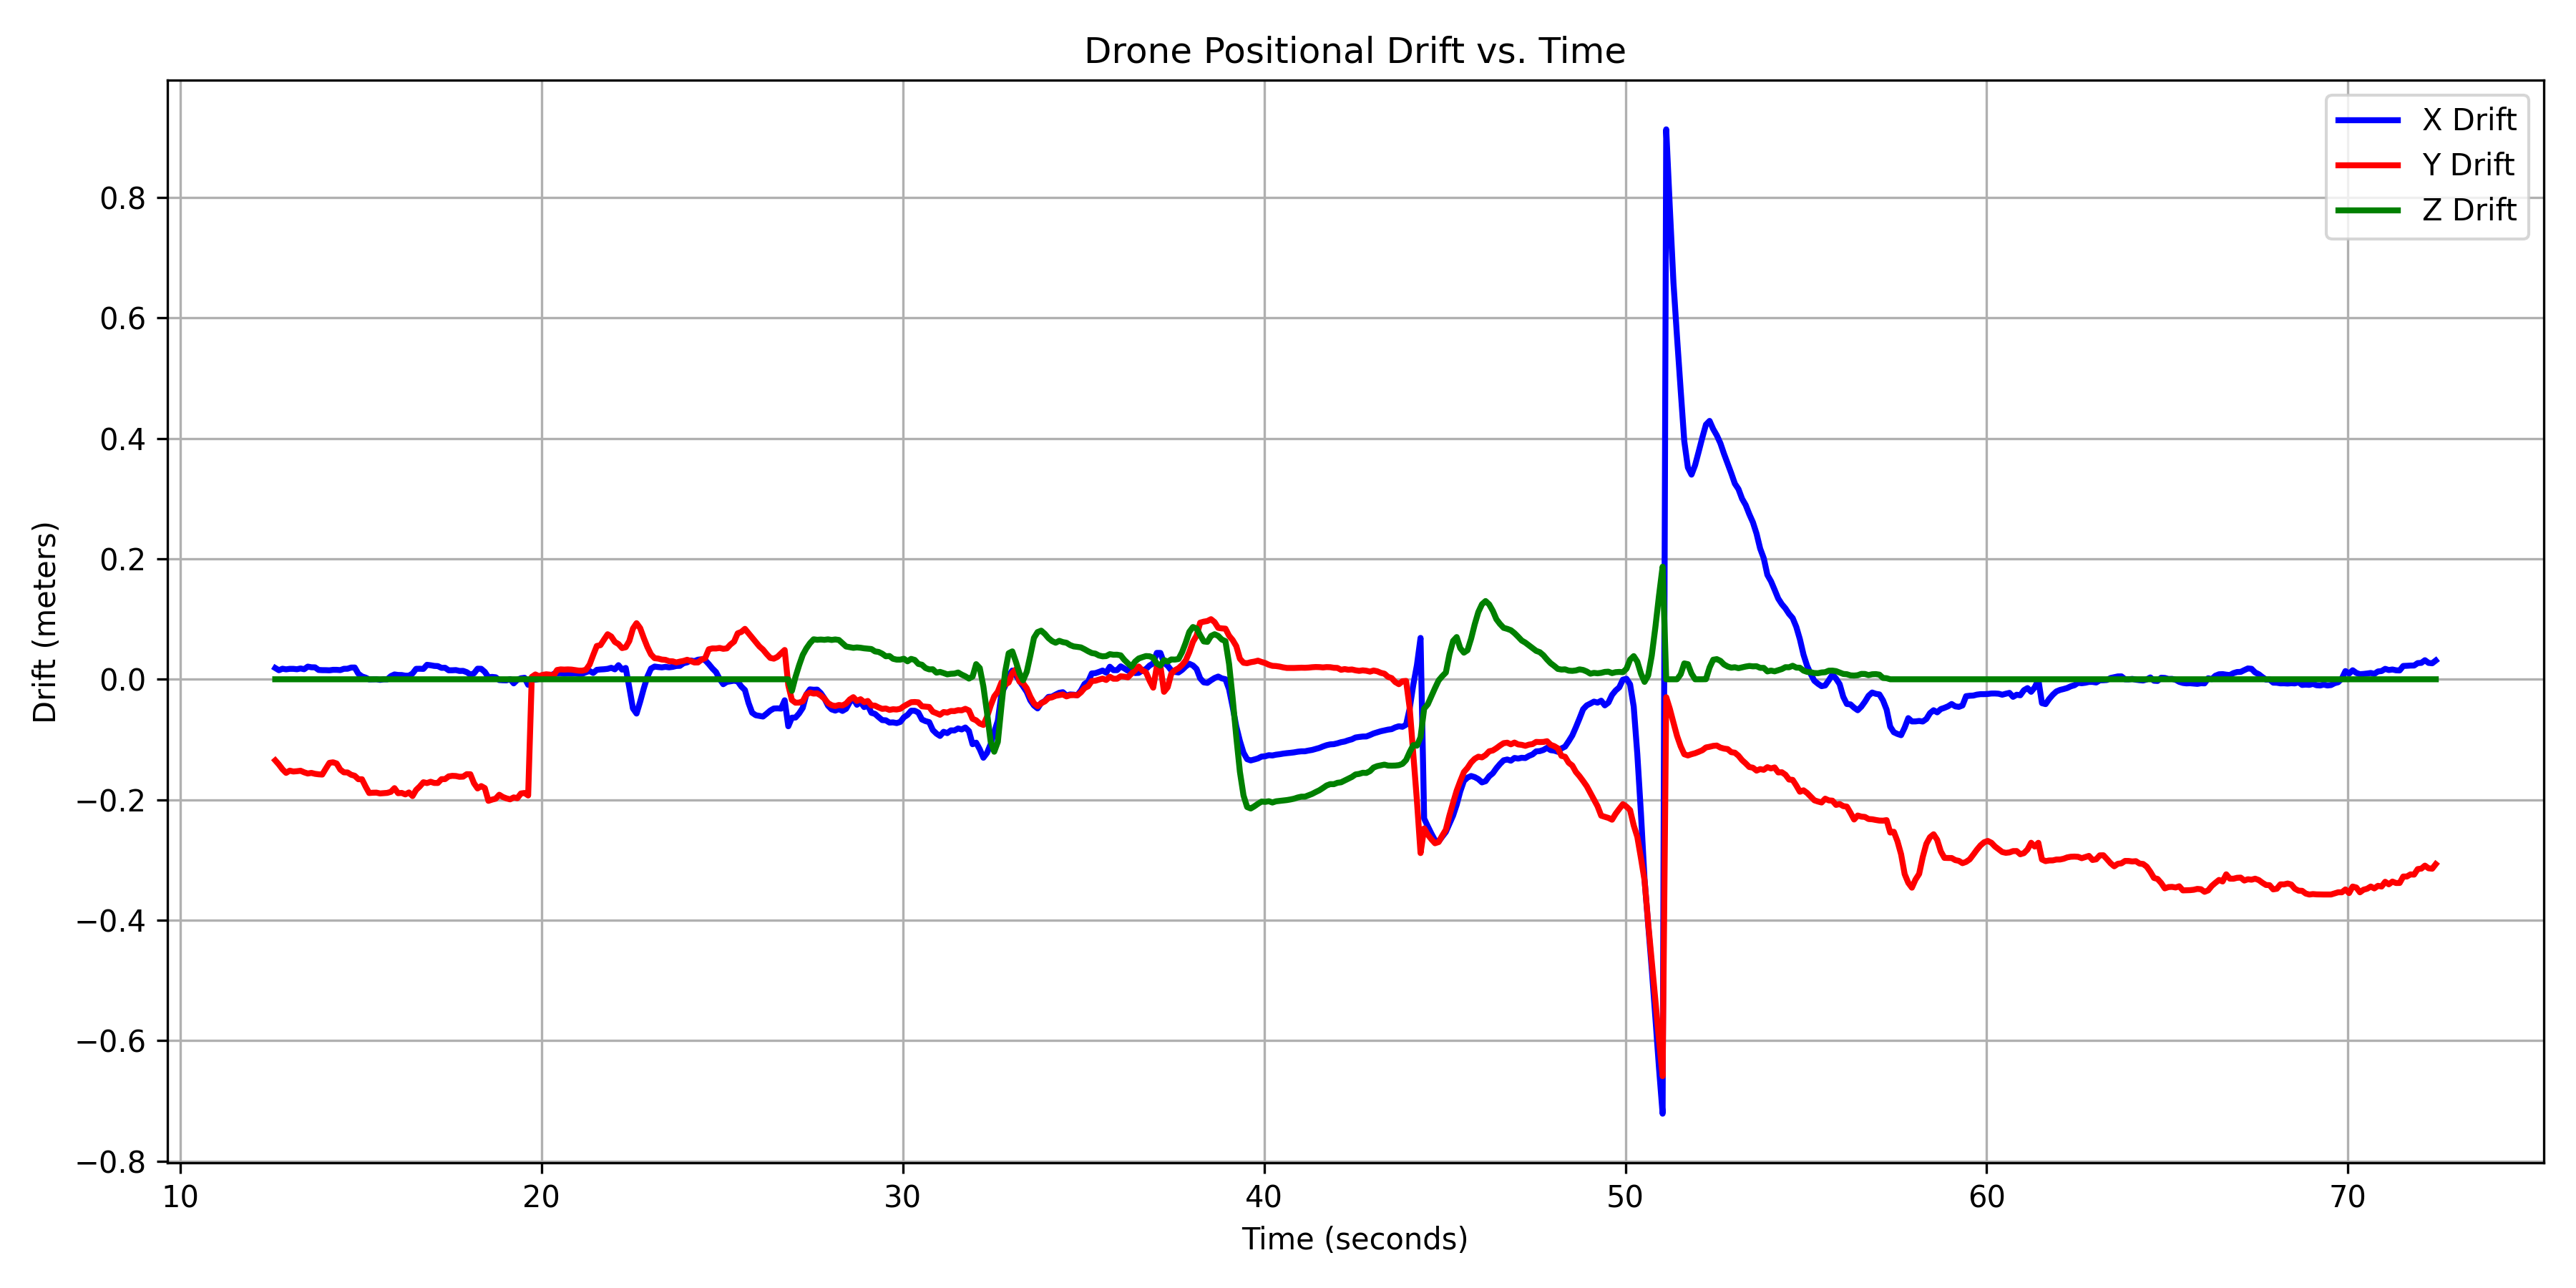 Drone Positional Drift vs. Time
X Drift
Y Drift
Z Drift
Drift (meters)
0.8
0.6
0.4
0.2
0.0
−0.2
−0.4
−0.6
−0.8
10 20 30 40 50 60 70
Time (seconds)